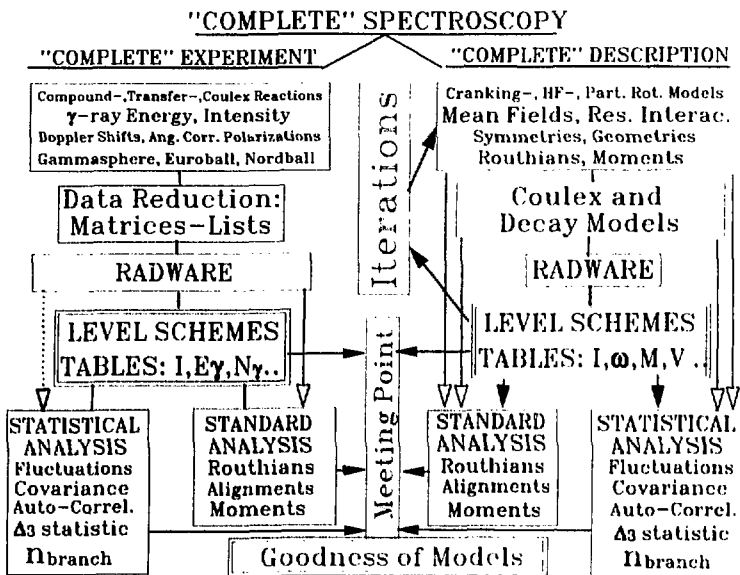 "COMPLETE" SPECTROSCOPY
"COMPLETE" EXPERIMENT
Compound-,Transfer-,Coulex Reactions
γ-ray Energy, Intensity
Doppler Shifts, Ang. Corr. Polarizations
Gammasphere, Euroball, Nordball
Data Reduction:
Matrices-Lists
RADWARE
LEVEL SCHEMES
TABLES: I,Eγ,Nγ..
STATISTICAL
ANALYSIS
Fluctuations
Covariance
Auto-Correl.
Δ3 statistic
nbranch
STANDARD
ANALYSIS
Routhians
Alignments
Moments
Iterations
Meeting Point
Goodness of Models
"COMPLETE" DESCRIPTION
Cranking-, HF-, Part. Rot. Models
Mean Fields, Res. Interac.
Symmetries, Geometries
Routhians, Moments
Coulex and
Decay Models
RADWARE
LEVEL SCHEMES
TABLES: I,ω,M,V ..
STANDARD
ANALYSIS
Routhians
Alignments
Moments
STATISTICAL
ANALYSIS
Fluctuations
Covariance
Auto-Correl.
Δ3 statistic
nbranch